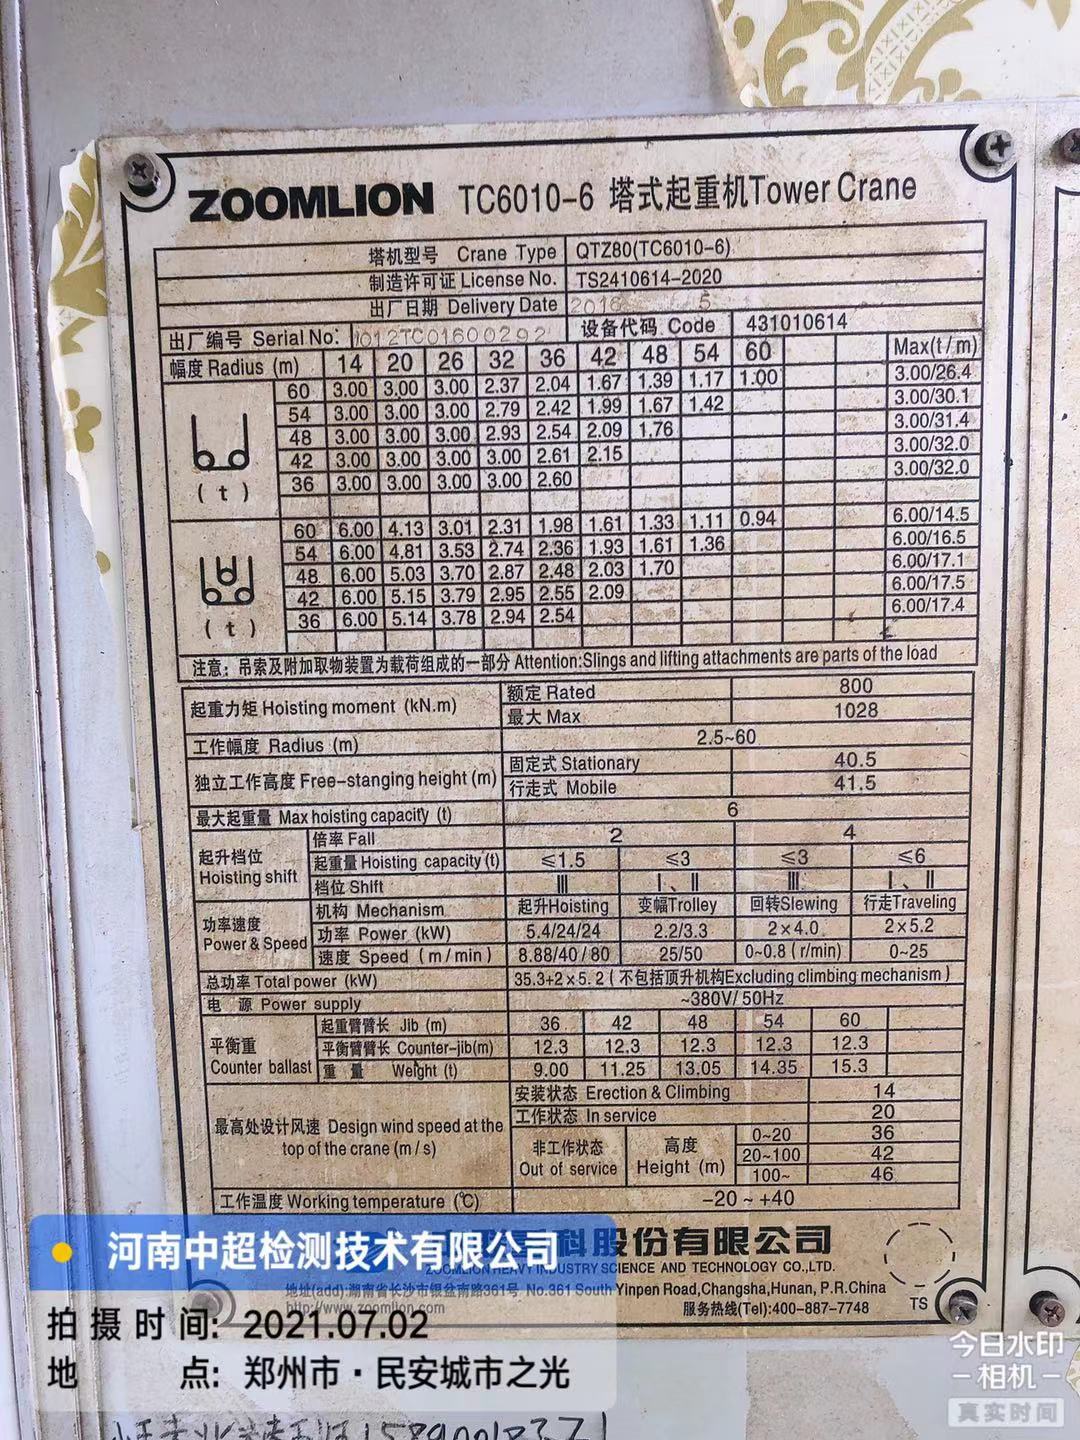 ZOOMLION TC6010-6 塔式起重机Tower Crane
塔机型号 Crane Type QTZ80(TC6010-6)
制造许可证 License No. TS2410614-2020
出厂日期 Delivery Date 2016 5
出厂编号 Serial No: 1012TC01600292 设备代码 Code 431010614
幅度 Radius (m) 14 20 26 32 36 42 48 54 60 Max(t/m)
60 3.00 3.00 3.00 2.37 2.04 1.67 1.39 1.17 1.00 3.00/26.4
54 3.00 3.00 3.00 2.79 2.42 1.99 1.67 1.42 3.00/30.1
48 3.00 3.00 3.00 2.93 2.54 2.09 1.76 3.00/31.4
42 3.00 3.00 3.00 3.00 2.61 2.15 3.00/32.0
36 3.00 3.00 3.00 3.00 2.60 3.00/32.0
(t)
60 6.00 4.13 3.01 2.31 1.98 1.61 1.33 1.11 0.94 6.00/14.5
54 6.00 4.81 3.53 2.74 2.36 1.93 1.61 1.36 6.00/16.5
48 6.00 5.03 3.70 2.87 2.48 2.03 1.70 6.00/17.1
42 6.00 5.15 3.79 2.95 2.55 2.09 6.00/17.5
36 6.00 5.14 3.78 2.94 2.54 6.00/17.4
(t)
注意：吊索及附加取物装置为载荷组成的一部分 Attention:Slings and lifting attachments are parts of the load
起重力矩 Hoisting moment (kN.m) 额定 Rated 800
最大 Max 1028
工作幅度 Radius (m) 2.5~60
独立工作高度 Free-stanging height (m) 固定式 Stationary 40.5
行走式 Mobile 41.5
最大起重量 Max hoisting capacity (t) 6
起升档位 Hoisting shift 倍率 Fall 2 4
起重量 Hoisting capacity (t) ≤1.5 ≤3 ≤3 ≤6
档位 Shift Ⅲ Ⅰ、Ⅱ Ⅲ Ⅰ、Ⅱ
功率速度 Power & Speed 机构 Mechanism 起升Hoisting 变幅Trolley 回转Slewing 行走Traveling
功率 Power (kW) 5.4/24/24 2.2/3.3 2×4.0 2×5.2
速度 Speed (m/min) 8.88/40/80 25/50 0~0.8 (r/min) 0~25
总功率 Total power (kW) 35.3+2×5.2 (不包括顶升机构Excluding climbing mechanism)
电 源 Power supply ~380V/50Hz
平衡重 Counter ballast 起重臂臂长 Jib (m) 36 42 48 54 60
平衡臂臂长 Counter-jib(m) 12.3 12.3 12.3 12.3 12.3
重 量 Weight (t) 9.00 11.25 13.05 14.35 15.3
最高处设计风速 Design wind speed at the top of the crane (m/s) 安装状态 Erection & Climbing 14
工作状态 In service 20
非工作状态 Out of service 高度 Height (m) 0~20 36
20~100 42
100~ 46
工作温度 Working temperature (℃) -20 ~ +40
科股份有限公司
ZOOMLION HEAVY INDUSTRY SCIENCE AND TECHNOLOGY CO.,LTD.
地址(add):湖南省长沙市银盆南路361号 No.361 South Yinpen Road,Changsha,Hunan, P.R.China
http://www.zoomlion.com 服务热线(Tel):400-887-7748
TS
河南中超检测技术有限公司
拍摄时间: 2021.07.02
地 点: 郑州市·民安城市之光
今日水印
相机
真实时间